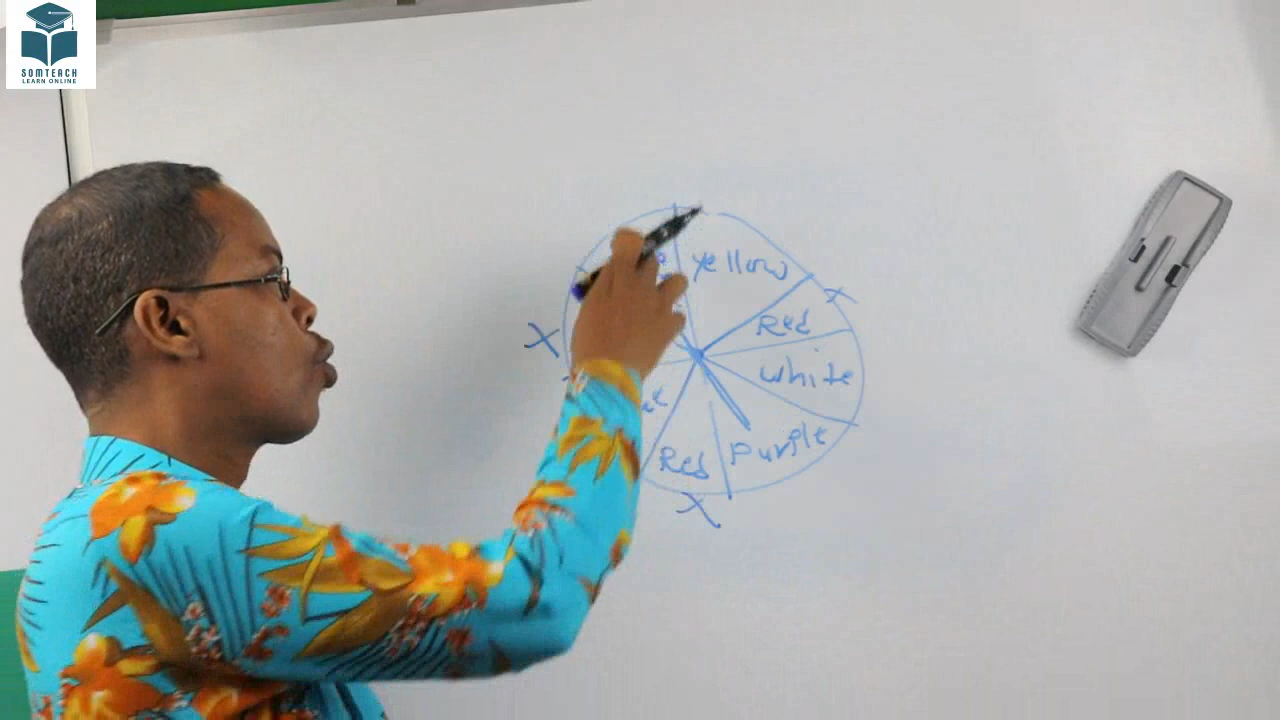 SOMTEACH
LEARN ONLINE
yellow
X
Red
X
White
Purple
Red
X